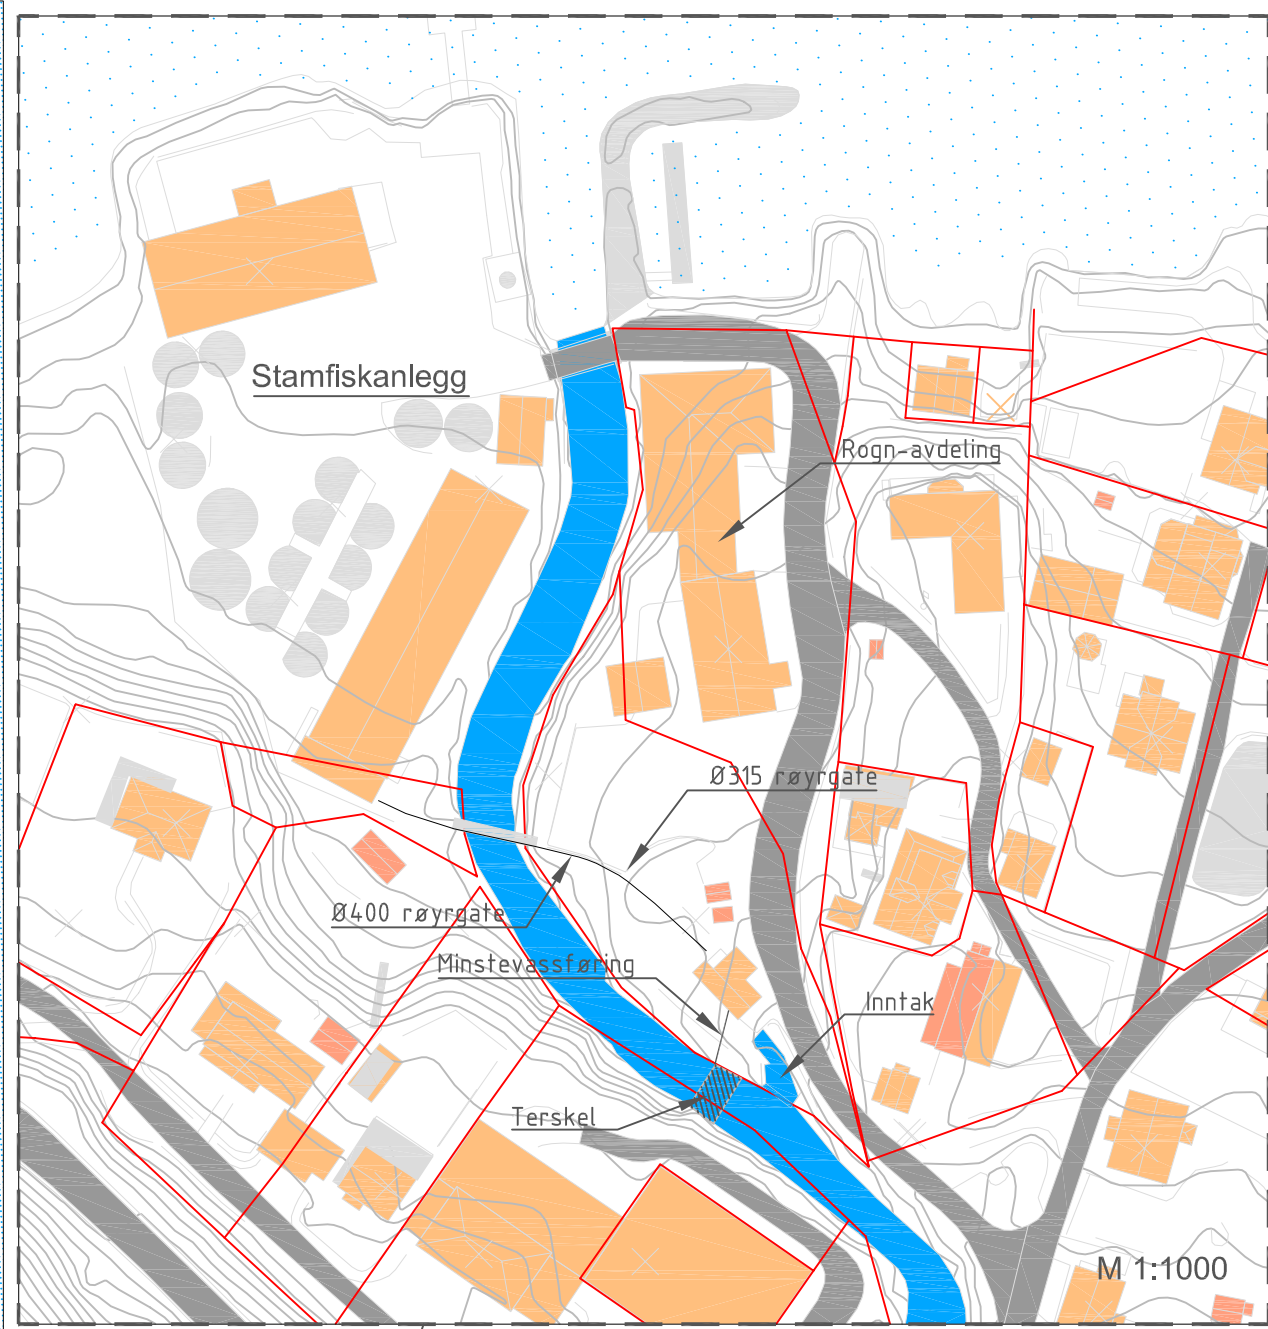 Stamfiskanlegg
Rogn-avdeling
Ø315 røyrgate
Ø400 røyrgate
Minstevassføring
Inntak
Terskel
M 1:1000